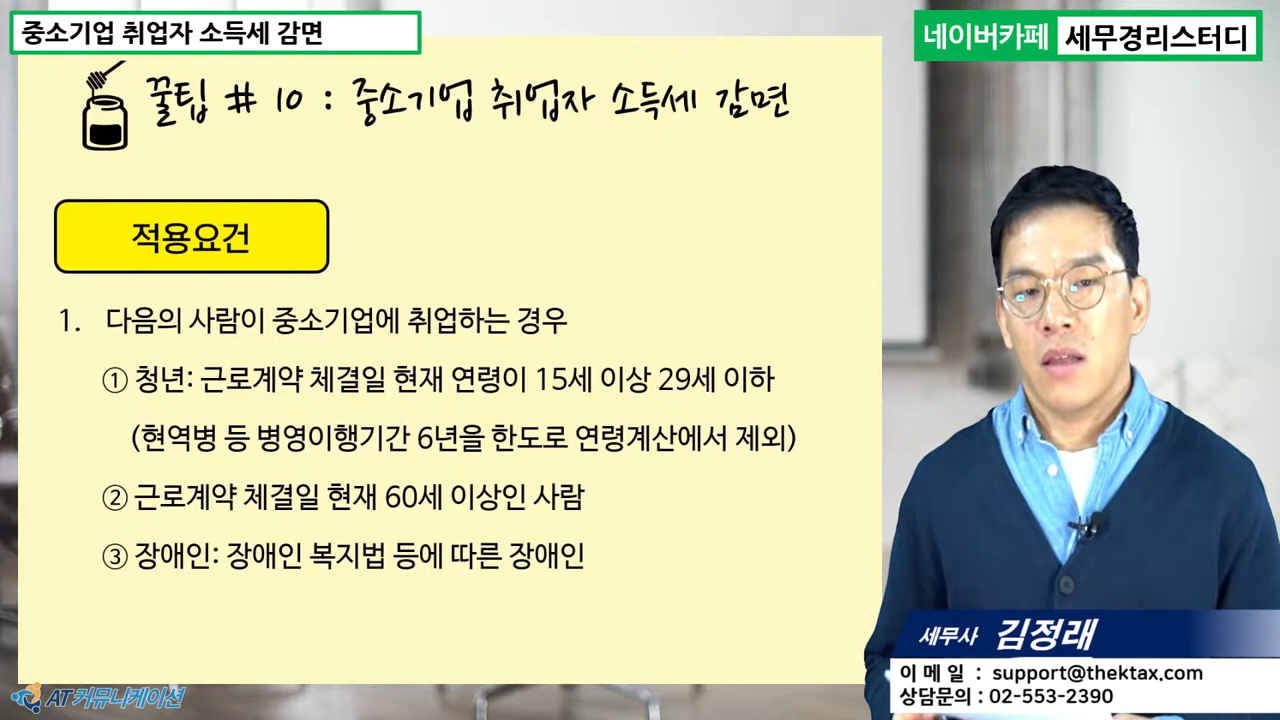 중소기업 취업자 소득세 감면
네이버카페 세무경리스터디
꿀팁 # 10 : 중소기업 취업자 소득세 감면
적용요건
1. 다음의 사람이 중소기업에 취업하는 경우
① 청년: 근로계약 체결일 현재 연령이 15세 이상 29세 이하
(현역병 등 병영이행기간 6년을 한도로 연령계산에서 제외)
② 근로계약 체결일 현재 60세 이상인 사람
③ 장애인: 장애인 복지법 등에 따른 장애인
세무사 김정래
이 메 일 : support@thektax.com
상담문의 : 02-553-2390
AT커뮤니케이션